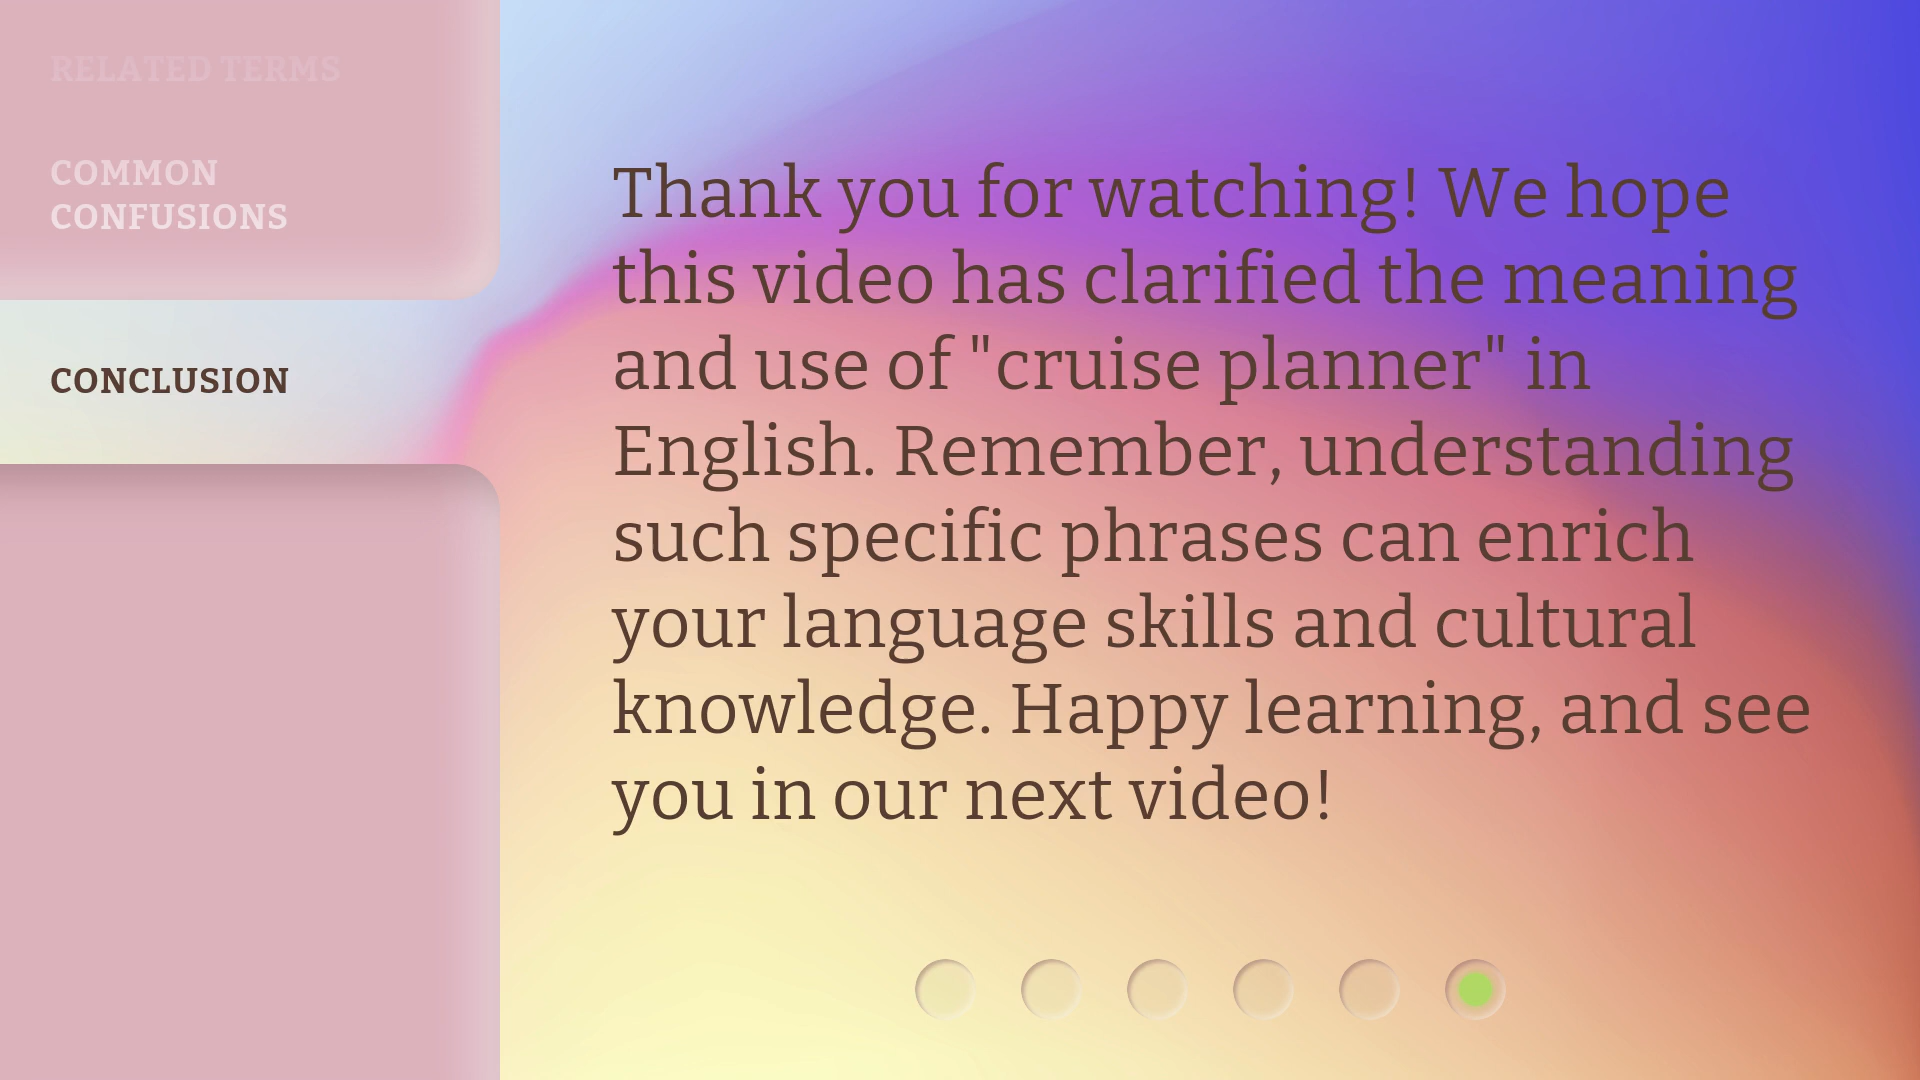 RELATED TERMS
COMMON
CONFUSIONS
CONCLUSION
Thank you for watching! We hope
this video has clarified the meaning
and use of "cruise planner" in
English. Remember, understanding
such specific phrases can enrich
your language skills and cultural
knowledge. Happy learning, and see
you in our next video!